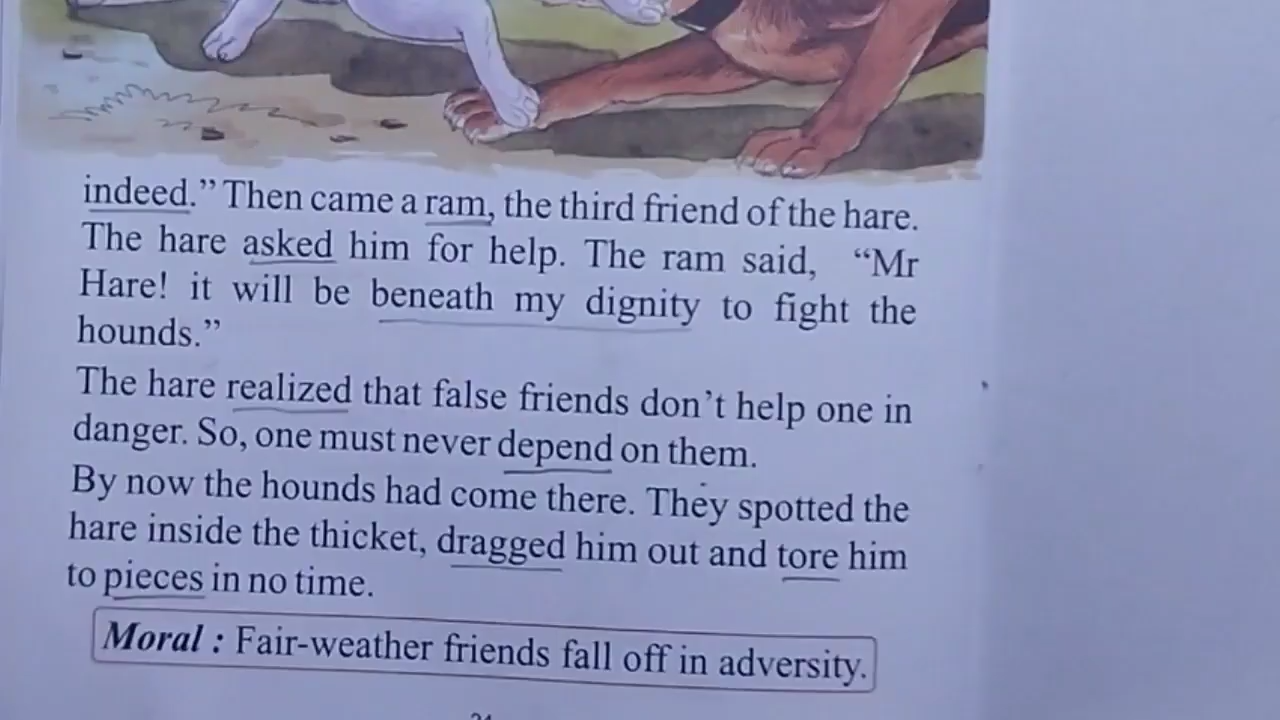 indeed.” Then came a ram, the third friend of the hare.
The hare asked him for help. The ram said, “Mr
Hare! it will be beneath my dignity to fight the
hounds.”
The hare realized that false friends don’t help one in
danger. So, one must never depend on them.
By now the hounds had come there. They spotted the
hare inside the thicket, dragged him out and tore him
to pieces in no time.
Moral : Fair-weather friends fall off in adversity.